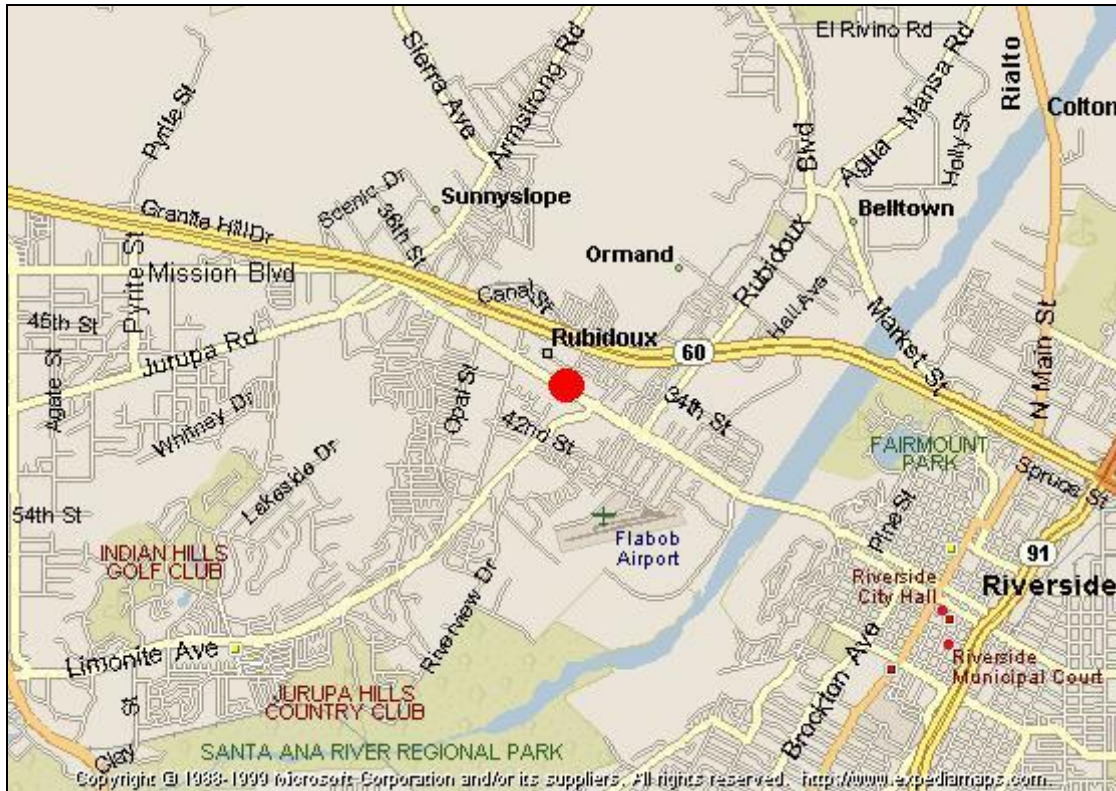 El Rivino Rd
Sierra Ave
Armstrong Rd
Agua Mansa Rd
Rialto
Colton
Pyrite St
Blvd
Holly St
Scenic Dr
Sunnyslope
Belltown
Granite Hill Dr
36th St
Ormand
Rubidoux
Mission Blvd
Pyrite St
Canal St
Hall Ave
Market St
45th St
Jurupa Rd
Rubidoux
60
N Main St
Agate St
Opal St
34th St
Whitney Dr
42nd St
FAIRMOUNT
PARK
Spruce St
Lakeside Dr
54th St
Flabob
Airport
Pine St
91
INDIAN HILLS
GOLF CLUB
Riverside
City Hall
Riverside
Riverview Dr
Limonite Ave
Brockton Ave
Riverside
Municipal Court
JURUPA HILLS
COUNTRY CLUB
Clay St
SANTA ANA RIVER REGIONAL PARK
Copyright © 1988-1999 Microsoft Corporation and/or its suppliers. All rights reserved. http://www.expediamaps.com.